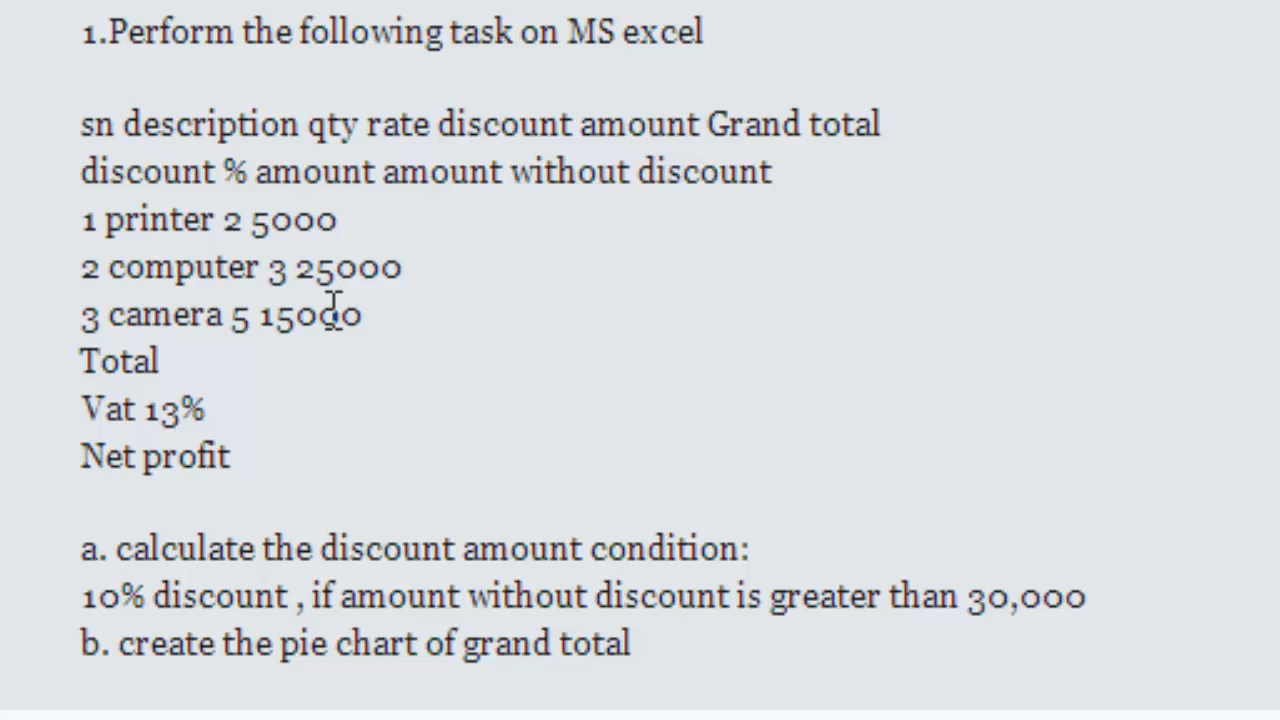 1.Perform the following task on MS excel
sn description qty rate discount amount Grand total
discount % amount amount without discount
1 printer 2 5000
2 computer 3 25000
3 camera 5 15000
Total
Vat 13%
Net profit
a. calculate the discount amount condition:
10% discount , if amount without discount is greater than 30,000
b. create the pie chart of grand total